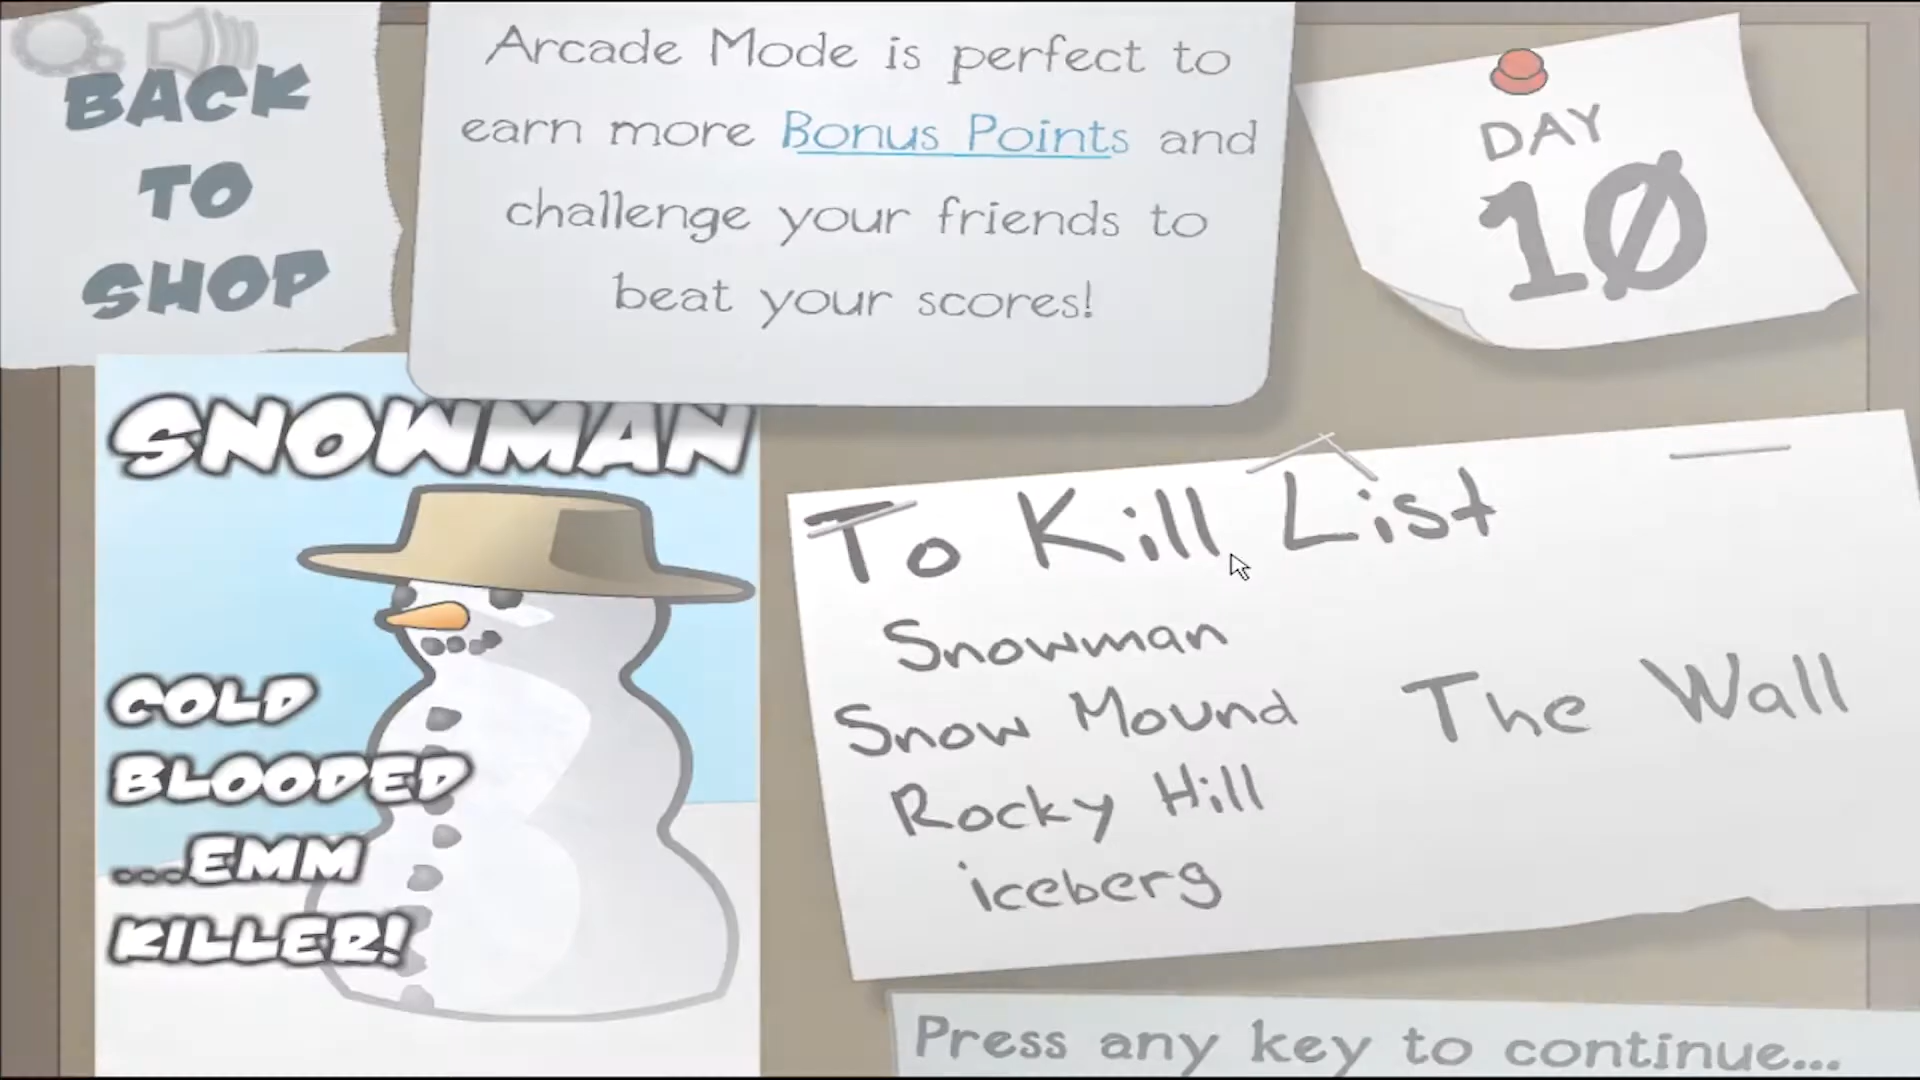 BACK
TO
SHOP
Arcade Mode is perfect to
earn more Bonus Points and
challenge your friends to
beat your scores!
DAY
10
SNOWMAN
COLD
BLOODED
...EMM
KILLER!
To Kill List
Snowman
Snow Mound
Rocky Hill
iceberg
The Wall
Press any key to continue...